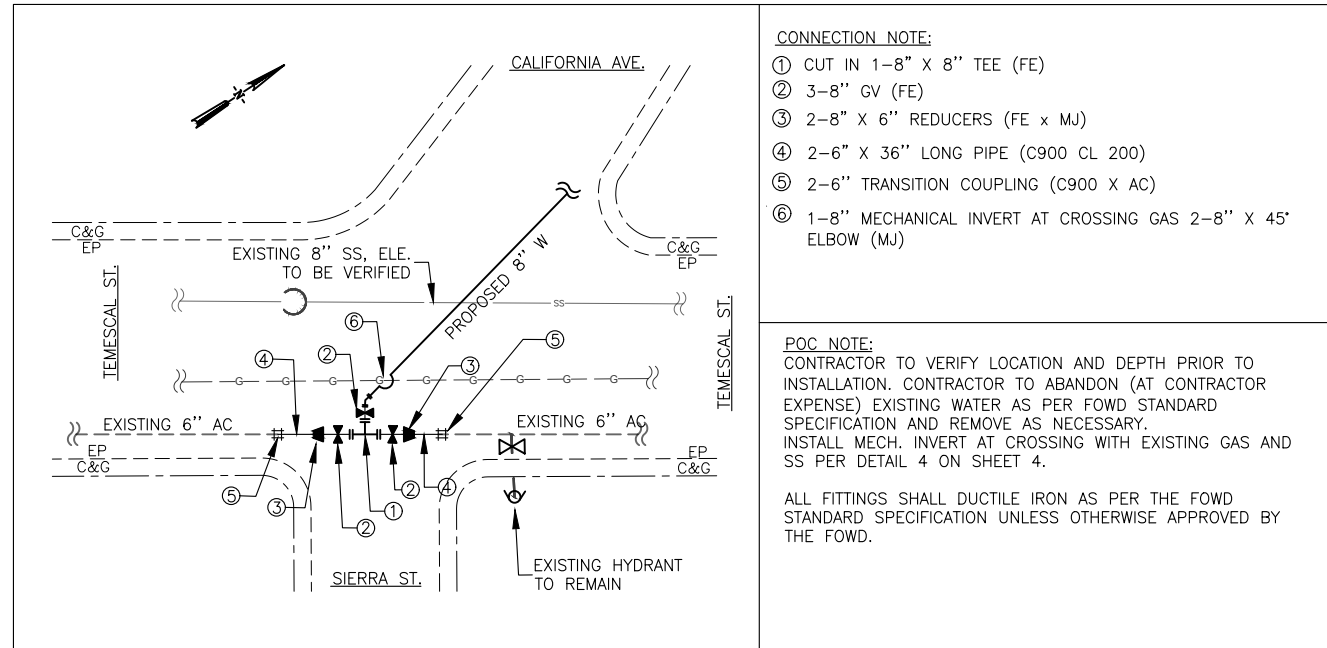 CALIFORNIA AVE.
N
C&G
EP
EXISTING 8'' SS, ELE.
TO BE VERIFIED
C&G
EP
PROPOSED 8'' W
TEMESCAL ST.
TEMESCAL ST.
SS
⑥
⑤
④
②
③
G G G G G G G G
EXISTING 6'' AC
EXISTING 6'' AC
EP
C&G
EP
C&G
⑤
③
②
①
②
④
SIERRA ST.
EXISTING HYDRANT
TO REMAIN
CONNECTION NOTE:
① CUT IN 1-8" X 8'' TEE (FE)
② 3-8'' GV (FE)
③ 2-8" X 6'' REDUCERS (FE x MJ)
④ 2-6" X 36'' LONG PIPE (C900 CL 200)
⑤ 2-6'' TRANSITION COUPLING (C900 X AC)
⑥ 1-8'' MECHANICAL INVERT AT CROSSING GAS 2-8'' X 45°
ELBOW (MJ)
POC NOTE:
CONTRACTOR TO VERIFY LOCATION AND DEPTH PRIOR TO
INSTALLATION. CONTRACTOR TO ABANDON (AT CONTRACTOR
EXPENSE) EXISTING WATER AS PER FOWD STANDARD
SPECIFICATION AND REMOVE AS NECESSARY.
INSTALL MECH. INVERT AT CROSSING WITH EXISTING GAS AND
SS PER DETAIL 4 ON SHEET 4.
ALL FITTINGS SHALL DUCTILE IRON AS PER THE FOWD
STANDARD SPECIFICATION UNLESS OTHERWISE APPROVED BY
THE FOWD.